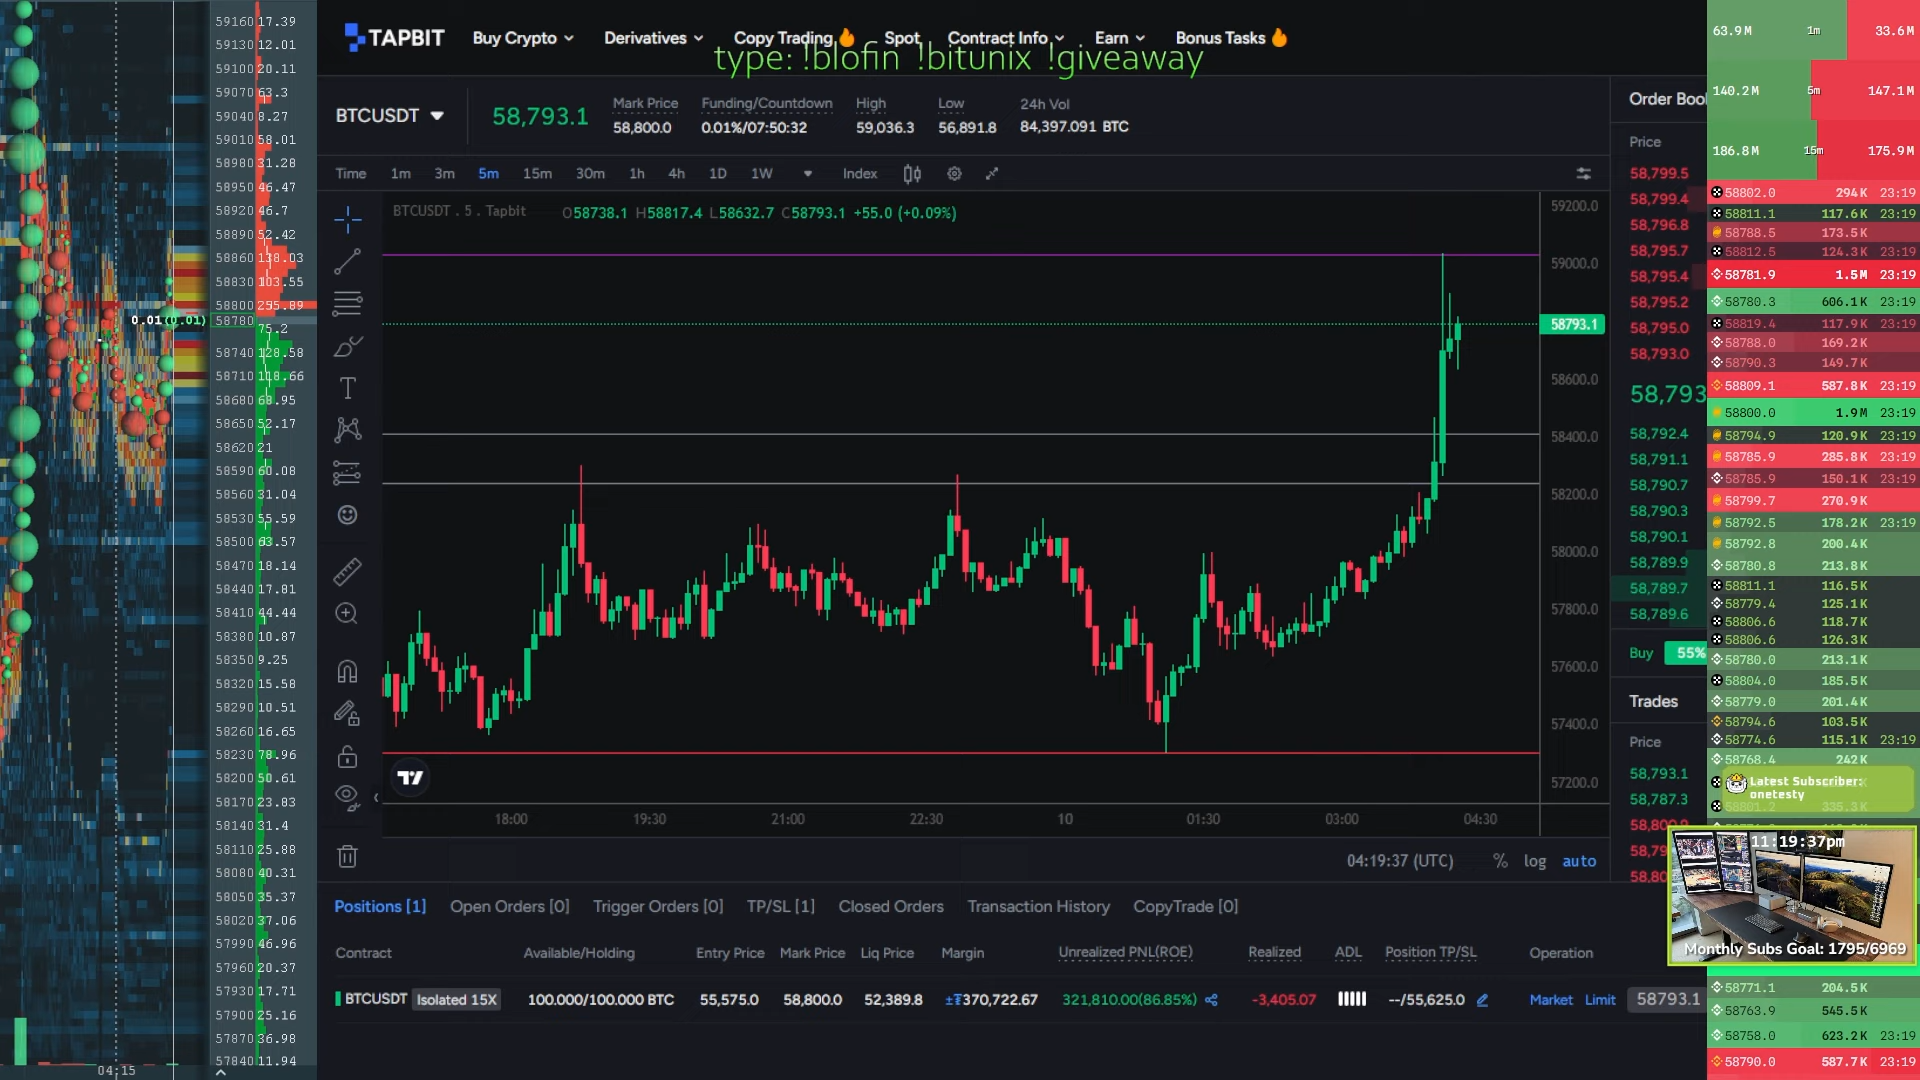 59160 17.39
59130 12.01
59100 20.11
59070 63.3
59040 8.27
59010 58.01
58980 31.28
58950 46.47
58920 46.7
58890 52.42
58860 138.03
58830 103.55
58800 255.89
0.01(0.01) 58780 75.2
58740 128.58
58710 118.66
58680 68.95
58650 52.17
58620 21
58590 60.08
58560 31.04
58530 55.59
58500 63.57
58470 18.14
58440 17.81
58410 44.44
58380 10.87
58350 9.25
58320 15.58
58290 10.51
58260 16.65
58230 78.96
58200 50.61
58170 23.83
58140 31.4
58110 25.88
58080 40.31
58050 35.37
58020 37.06
57990 46.96
57960 20.37
57930 17.71
57900 25.16
57870 36.98
57840 11.94
04:15
TAPBIT Buy Crypto Derivatives Copy Trading Spot Contract Info Earn Bonus Tasks
type: !blofin !bitunix !giveaway
BTCUSDT 58,793.1
Mark Price Funding/Countdown High Low 24h Vol
58,800.0 0.01%/07:50:32 59,036.3 56,891.8 84,397.091 BTC
Time 1m 3m 5m 15m 30m 1h 4h 1D 1W Index
BTCUSDT . 5 . Tapbit O58738.1 H58817.4 L58632.7 C58793.1 +55.0 (+0.09%)
59200.0
59000.0
58793.1
58600.0
58400.0
58200.0
58000.0
57800.0
57600.0
57400.0
57200.0
18:00 19:30 21:00 22:30 10 01:30 03:00 04:30
04:19:37 (UTC) % log auto
Order Boo
Price
58,799.5
58,799.4
58,796.8
58,795.7
58,795.4
58,795.2
58,795.0
58,793.0
58,793
58,792.4
58,791.1
58,790.7
58,790.3
58,790.1
58,789.9
58,789.7
58,789.6
Buy 55%
Trades
Price
58,793.1
58,787.3
58,800.9
Positions [1] Open Orders [0] Trigger Orders [0] TP/SL [1] Closed Orders Transaction History CopyTrade [0]
Contract Available/Holding Entry Price Mark Price Liq Price Margin Unrealized PNL(ROE) Realized ADL Position TP/SL Operation
BTCUSDT Isolated 15X 100.000/100.000 BTC 55,575.0 58,800.0 52,389.8 ±₮370,722.67 321,810.00(86.85%) -3,405.07 --/55,625.0 Market Limit 58793.1
63.9M 1m 33.6M
140.2M 5m 147.1M
186.8M 15m 175.9M
58802.0 294K 23:19
58811.1 117.6K 23:19
58788.5 173.5K 23:19
58812.5 124.3K 23:19
58781.9 1.5M 23:19
58780.3 606.1K 23:19
58819.4 117.9K 23:19
58788.0 169.2K 23:19
58790.3 149.7K 23:19
58809.1 587.8K 23:19
58800.0 1.9M 23:19
58794.9 120.9K 23:19
58785.9 285.8K 23:19
58785.9 150.1K 23:19
58799.7 270.9K
58792.5 178.2K 23:19
58792.8 200.4K
58780.8 213.8K
58811.1 116.5K
58779.4 125.1K
58806.6 118.7K
58806.6 126.3K
58780.0 213.1K
58804.0 185.5K
58779.0 201.4K
58794.6 103.5K
58774.6 115.1K 23:19
58768.4 242K
Latest Subscriber:
onetesty
58801.2 335.3K
11:19:37pm
Monthly Subs Goal: 1795/6969
58771.1 204.5K
58763.9 545.5K
58758.0 623.2K 23:19
58790.0 587.7K 23:19